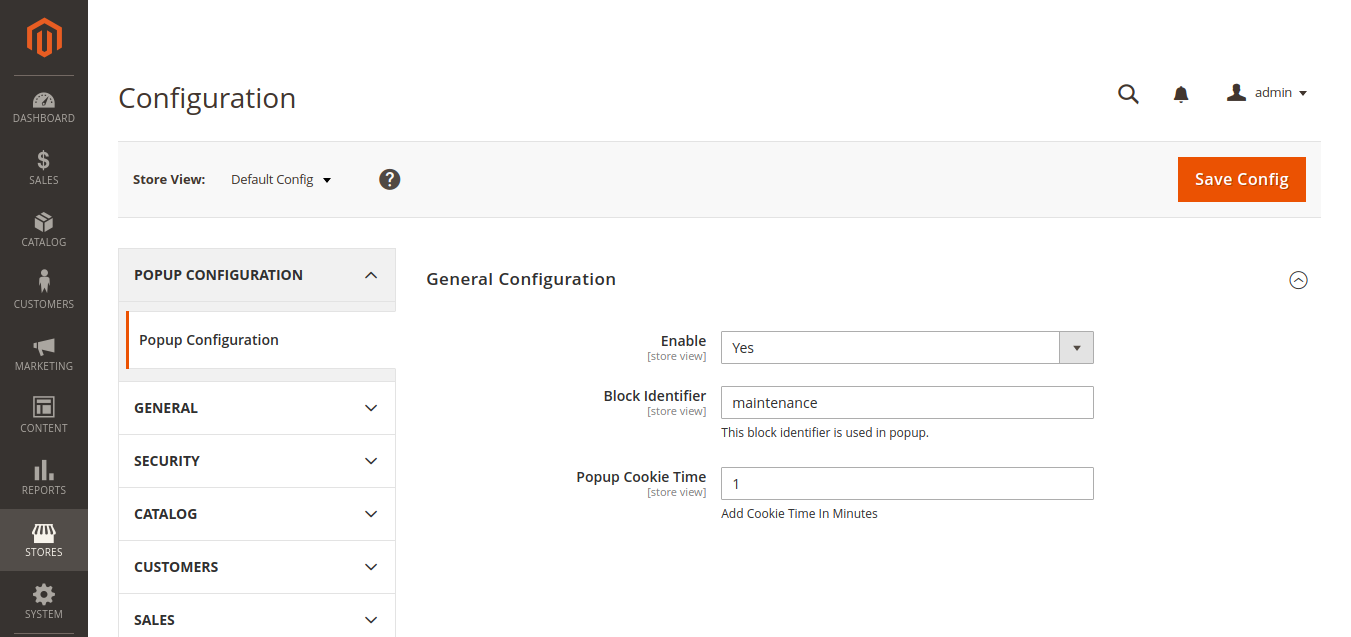 DASHBOARD
SALES
CATALOG
CUSTOMERS
MARKETING
CONTENT
REPORTS
STORES
SYSTEM
Configuration
admin
Store View: Default Config ?
Save Config
POPUP CONFIGURATION
Popup Configuration
GENERAL
SECURITY
CATALOG
CUSTOMERS
SALES
General Configuration
Enable
[store view]
Yes
Block Identifier
[store view]
maintenance
This block identifier is used in popup.
Popup Cookie Time
[store view]
1
Add Cookie Time In Minutes